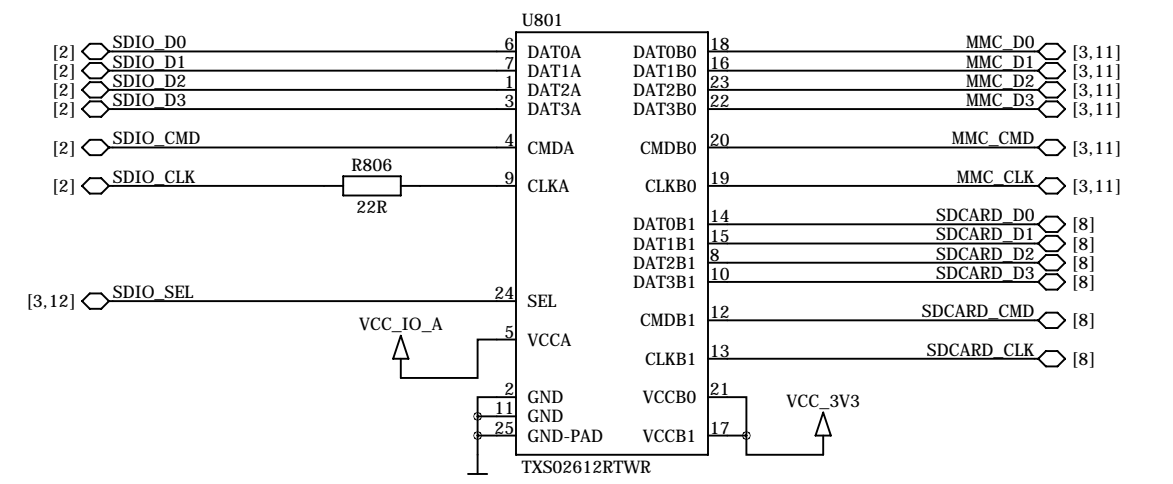 U801
[2] SDIO_D0 6 DAT0A DAT0B0 18 MMC_D0 [3,11]
[2] SDIO_D1 7 DAT1A DAT1B0 16 MMC_D1 [3,11]
[2] SDIO_D2 1 DAT2A DAT2B0 23 MMC_D2 [3,11]
[2] SDIO_D3 3 DAT3A DAT3B0 22 MMC_D3 [3,11]
[2] SDIO_CMD 4 CMDA CMDB0 20 MMC_CMD [3,11]
R806
[2] SDIO_CLK 9 CLKA CLKB0 19 MMC_CLK [3,11]
22R
DAT0B1 14 SDCARD_D0 [8]
DAT1B1 15 SDCARD_D1 [8]
DAT2B1 8 SDCARD_D2 [8]
DAT3B1 10 SDCARD_D3 [8]
[3,12] SDIO_SEL 24 SEL
CMDB1 12 SDCARD_CMD [8]
VCC_IO_A 5 VCCA
CLKB1 13 SDCARD_CLK [8]
2 GND VCCB0 21 VCC_3V3
11 GND
25 GND-PAD VCCB1 17
TXS02612RTWR